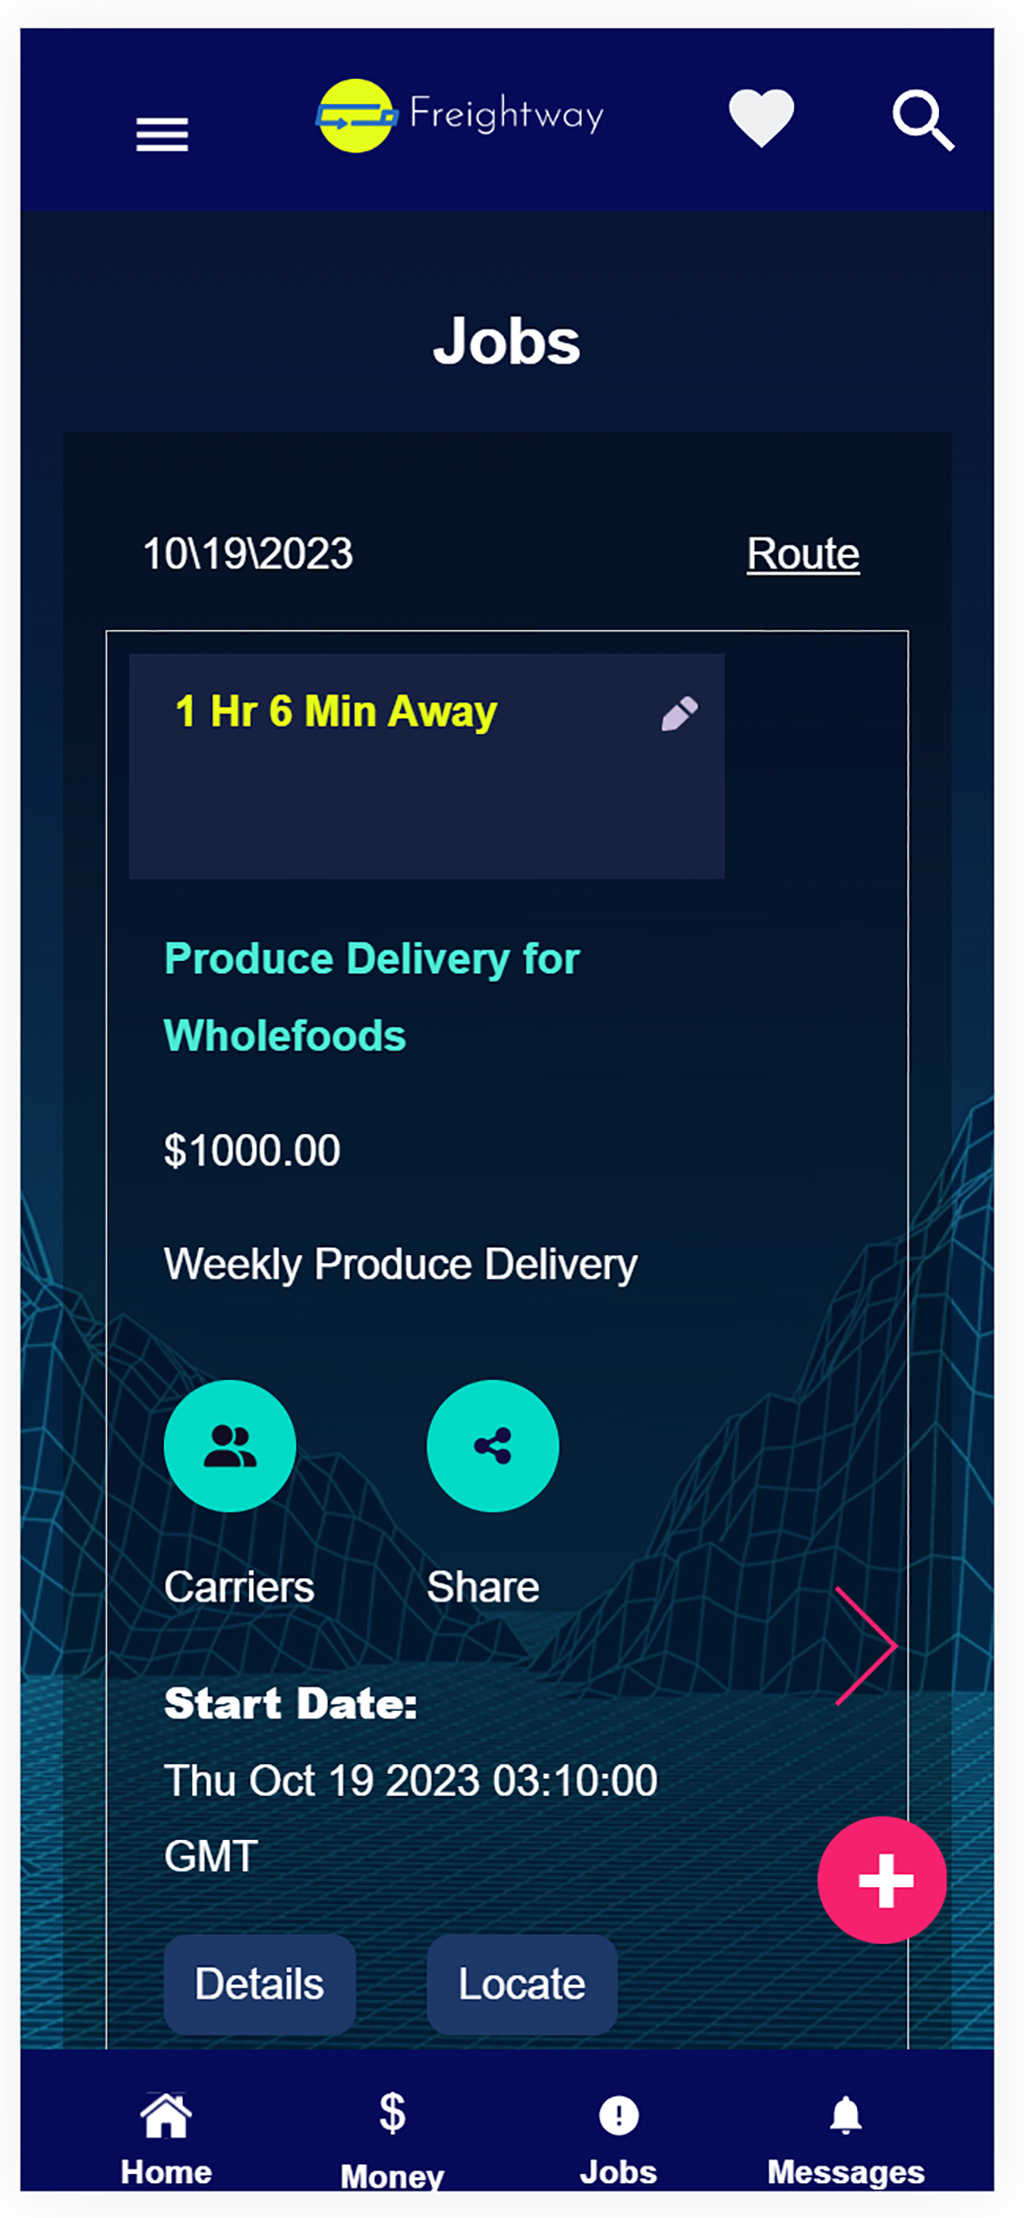 Freightway
Jobs
10\19\2023
Route
1 Hr 6 Min Away
Produce Delivery for
Wholefoods
$1000.00
Weekly Produce Delivery
Carriers
Share
Start Date:
Thu Oct 19 2023 03:10:00
GMT
Details
Locate
$
Home
Money
Jobs
Messages